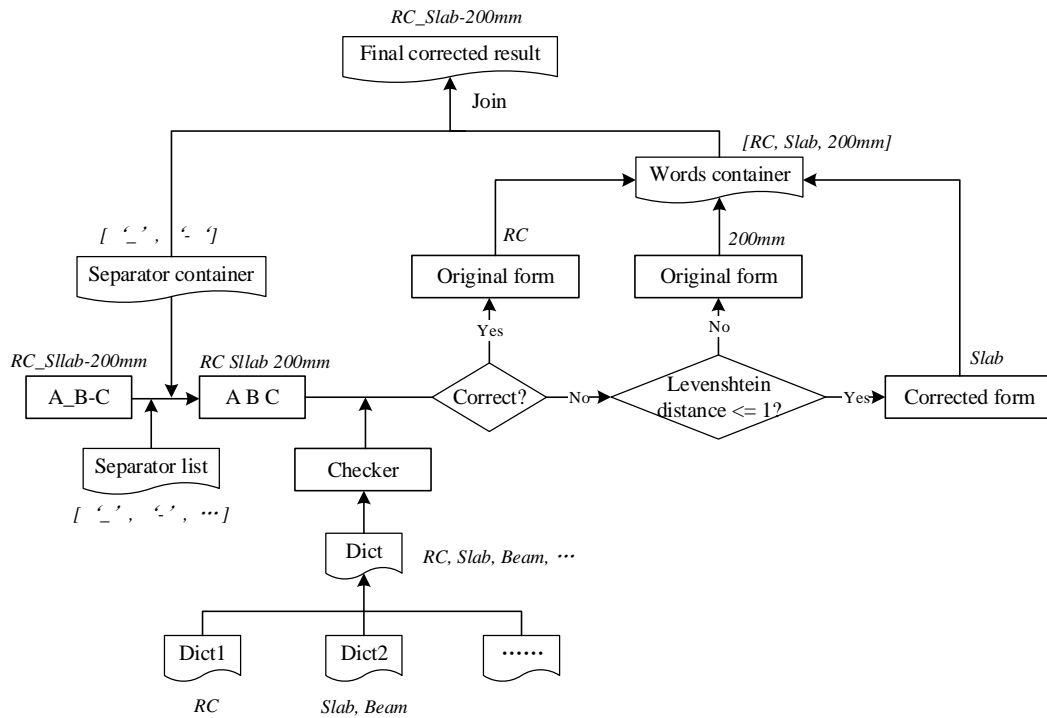 RC_Slab-200mm
Final corrected result
Join
[RC, Slab, 200mm]
Words container
[ ‘_’ , ‘- ‘]
RC
200mm
Separator container
Original form
Original form
Yes
No
Slab
RC_Sllab-200mm
RC Sllab 200mm
A_B-C
A B C
Correct?
No
Levenshtein
distance <= 1?
Yes
Corrected form
Separator list
Checker
[ ‘_’ , ‘-’ , …]
Dict
RC, Slab, Beam, …
Dict1
Dict2
……
RC
Slab, Beam